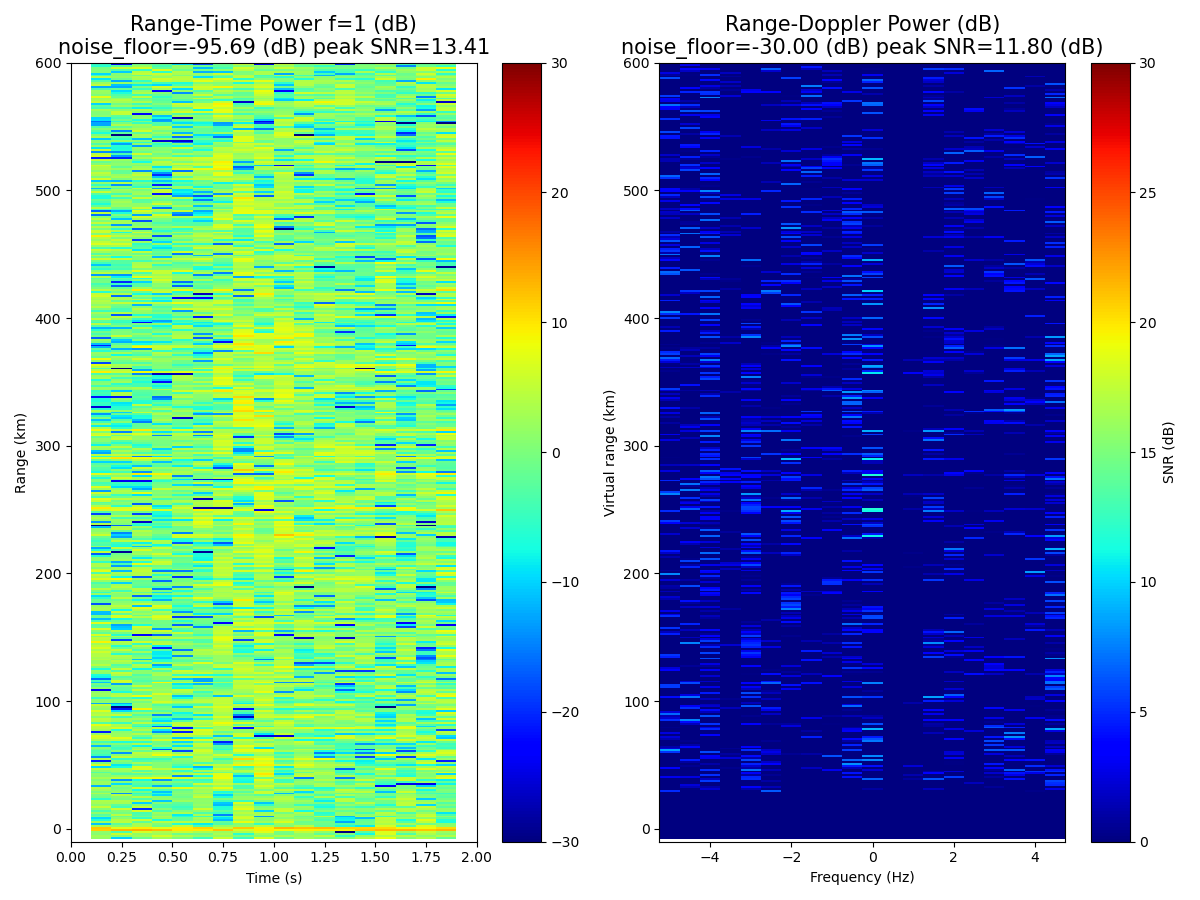 Range-Time Power f=1 (dB)
noise_floor=-95.69 (dB) peak SNR=13.41
Range-Doppler Power (dB)
noise_floor=-30.00 (dB) peak SNR=11.80 (dB)
600
500
400
300
200
100
0
Range (km)
0.00 0.25 0.50 0.75 1.00 1.25 1.50 1.75 2.00
Time (s)
30
20
10
0
−10
−20
−30
600
500
400
300
200
100
0
Virtual range (km)
−4 −2 0 2 4
Frequency (Hz)
30
25
20
15
10
5
0
SNR (dB)